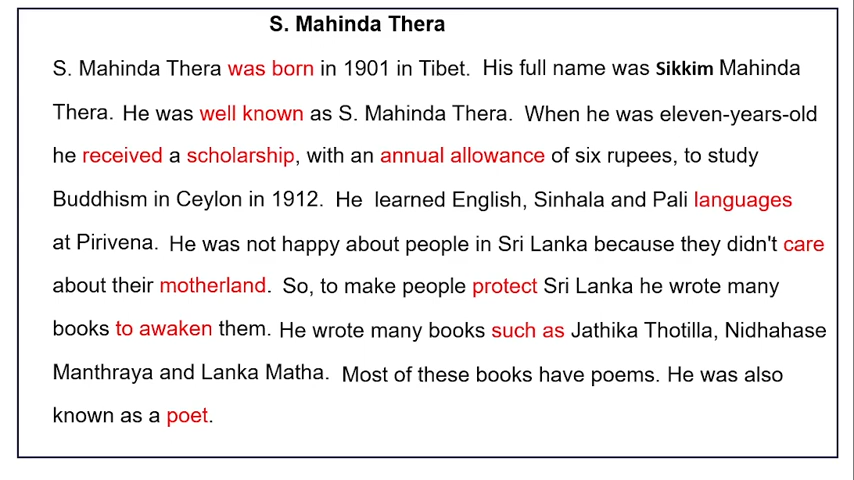 S. Mahinda Thera
S. Mahinda Thera was born in 1901 in Tibet. His full name was Sikkim Mahinda
Thera. He was well known as S. Mahinda Thera. When he was eleven-years-old
he received a scholarship, with an annual allowance of six rupees, to study
Buddhism in Ceylon in 1912. He learned English, Sinhala and Pali languages
at Pirivena. He was not happy about people in Sri Lanka because they didn't care
about their motherland. So, to make people protect Sri Lanka he wrote many
books to awaken them. He wrote many books such as Jathika Thotilla, Nidhahase
Manthraya and Lanka Matha. Most of these books have poems. He was also
known as a poet.